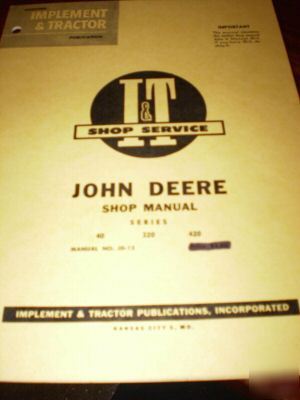 IMPLEMENT
& TRACTOR
PUBLICATION
IMPORTANT
I&T
SHOP SERVICE
JOHN DEERE
SHOP MANUAL
SERIES
40 320 420
MANUAL NO. JD-13
IMPLEMENT & TRACTOR PUBLICATIONS, INCORPORATED
KANSAS CITY 5, MO.